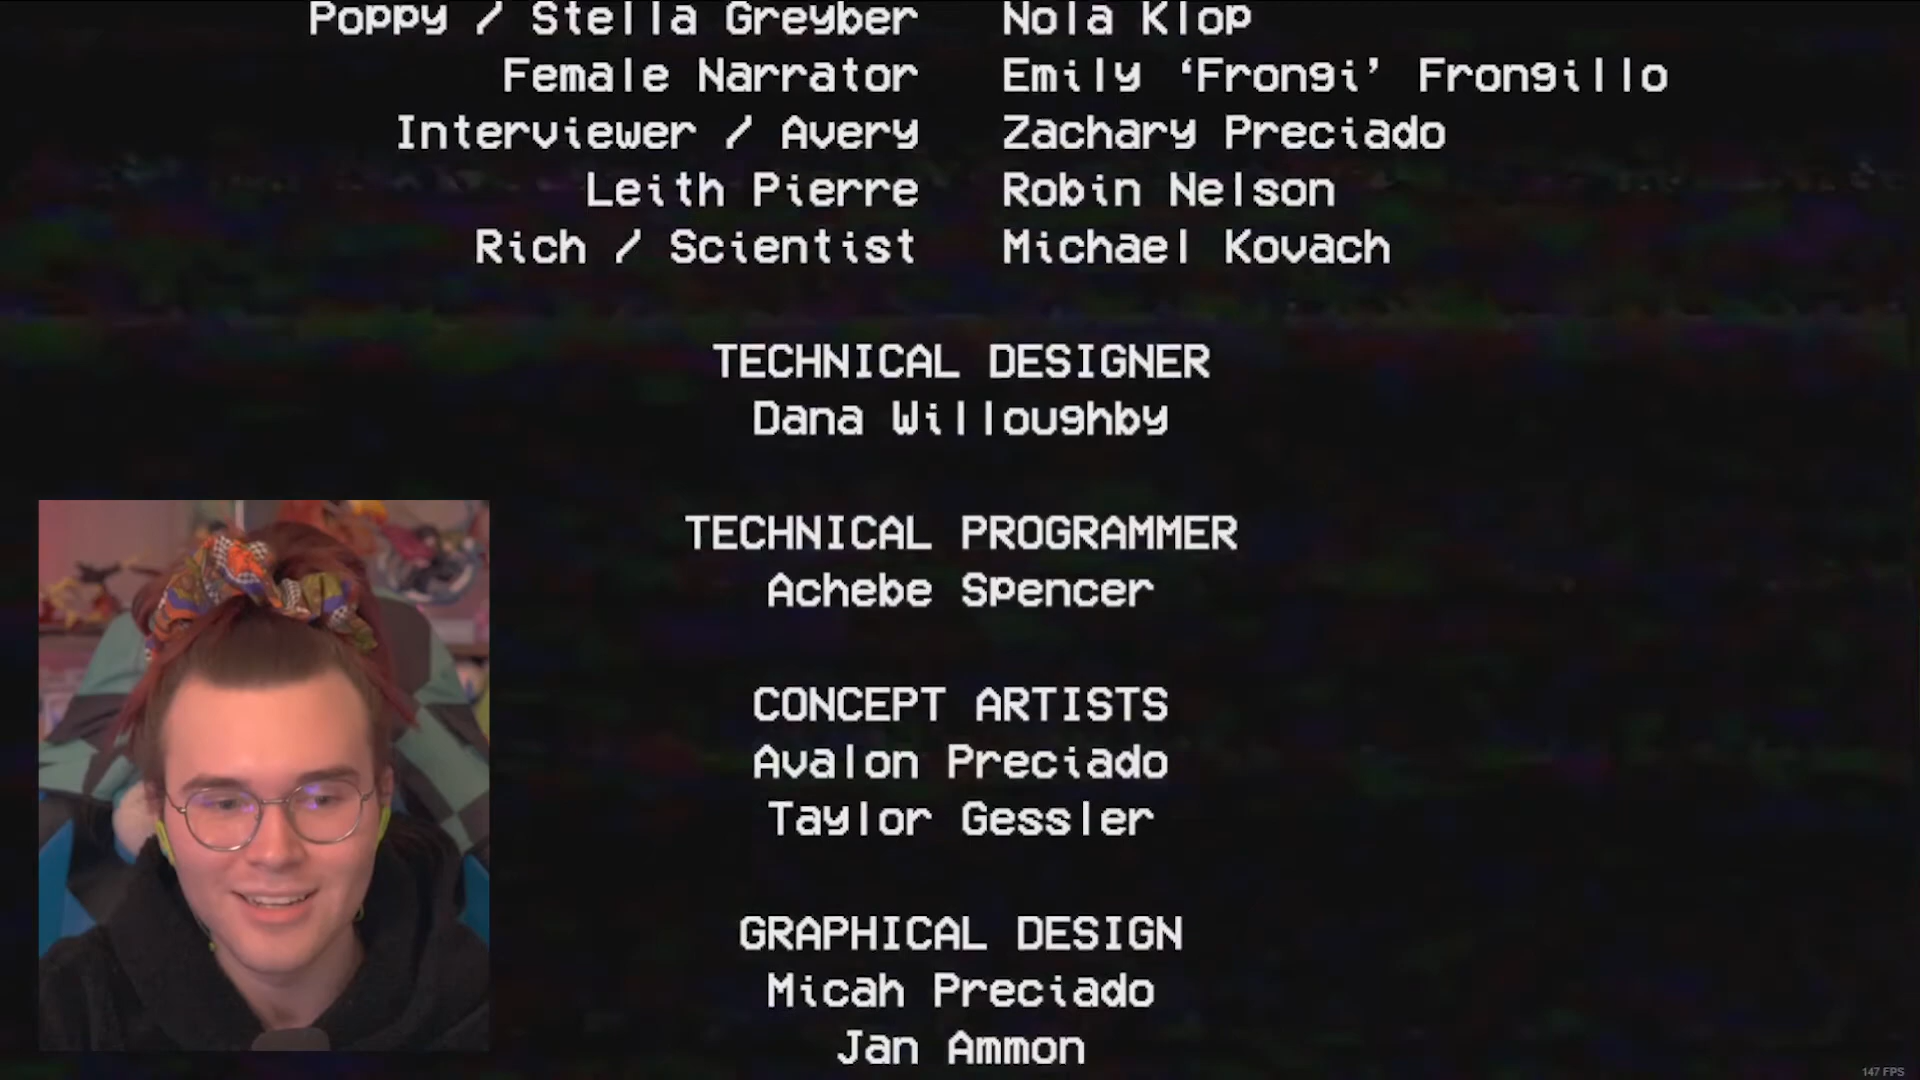 Poppy / Stella Greyber Nola Klop
Female Narrator Emily ‘Frongi’ Frongillo
Interviewer / Avery Zachary Preciado
Leith Pierre Robin Nelson
Rich / Scientist Michael Kovach
TECHNICAL DESIGNER
Dana Willoughby
TECHNICAL PROGRAMMER
Achebe Spencer
CONCEPT ARTISTS
Avalon Preciado
Taylor Gessler
GRAPHICAL DESIGN
Micah Preciado
Jan Ammon
147 FPS